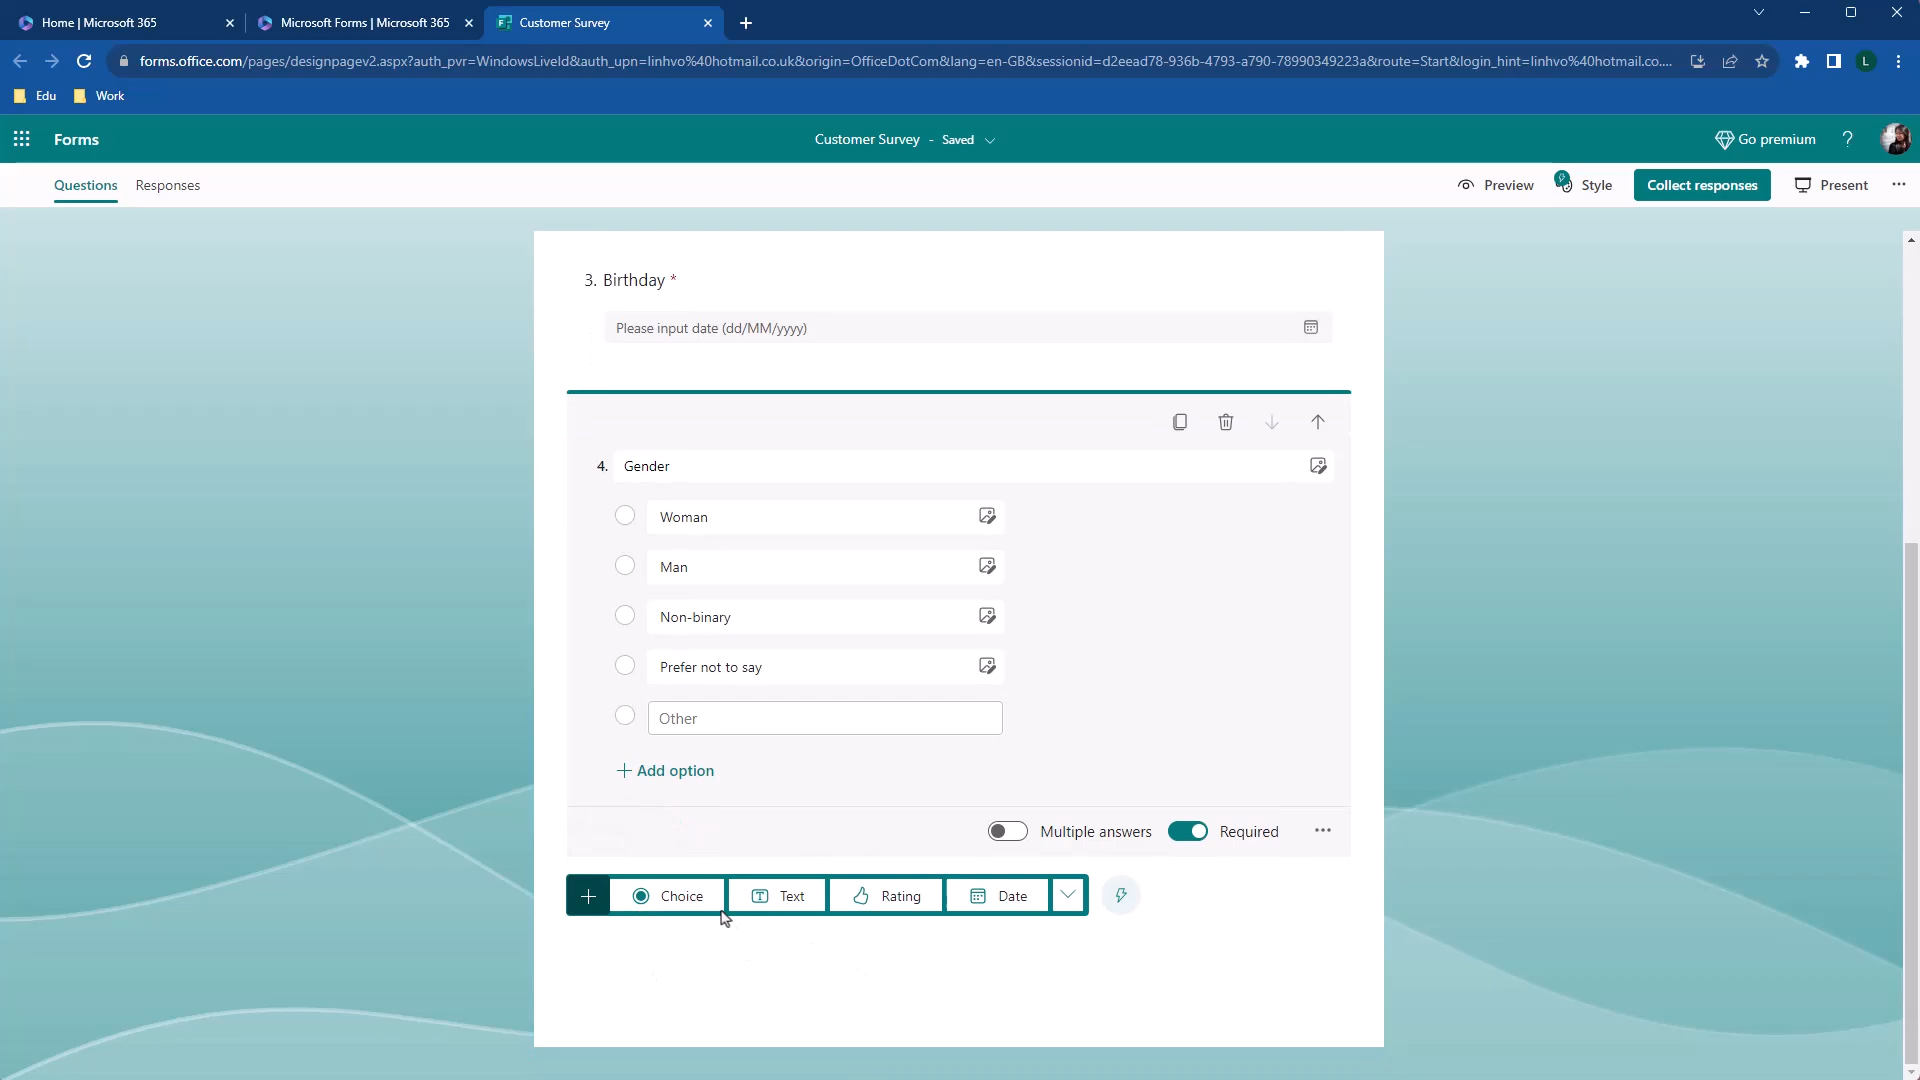 Home | Microsoft 365
Microsoft Forms | Microsoft 365
Customer Survey
forms.office.com/pages/designpagev2.aspx?auth_pvr=WindowsLiveId&auth_upn=linhvo%40hotmail.co.uk&origin=OfficeDotCom&lang=en-GB&sessionid=d2eead78-936b-4793-a790-78990349223a&route=Start&login_hint=linhvo%40hotmail.co....
L
Edu
Work
Forms
Customer Survey - Saved
Go premium
?
Questions
Responses
Preview
Style
Collect responses
Present
3. Birthday *
Please input date (dd/MM/yyyy)
4. Gender
Woman
Man
Non-binary
Prefer not to say
Other
+ Add option
Multiple answers
Required
Choice
Text
Rating
Date